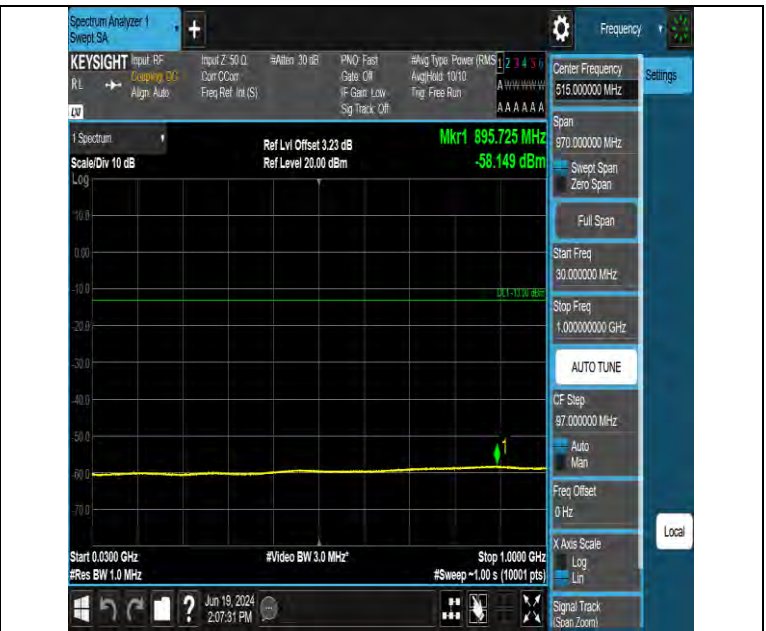 Spectrum Analyzer 1
Swept SA
+
Frequency
KEYSIGHT
RL
Input: RF
Coupling: DC
Align: Auto
Input Z: 50 Ω
Corr CCorr
Freq Ref: Int (S)
#Atten: 30 dB
PNO: Fast
Gate: Off
IF Gain: Low
Sig Track: Off
#Avg Type: Power (RMS
Avg|Hold: 10/10
Trig: Free Run
1 2 3 4 5 6
A W W W W W
A A A A A A
LXI
1 Spectrum
Scale/Div 10 dB
Log
Ref Lvl Offset 3.23 dB
Ref Level 20.00 dBm
Mkr1 895.725 MHz
-58.149 dBm
10.0
0.00
-10.0
-20.0
-30.0
-40.0
-50.0
-60.0
-70.0
DL1 -13.00 dBm
1
Start 0.0300 GHz
#Res BW 1.0 MHz
#Video BW 3.0 MHz*
Stop 1.0000 GHz
#Sweep ~1.00 s (10001 pts)
?
Jun 19, 2024
2:07:31 PM
Center Frequency
515.000000 MHz
Settings
Span
970.000000 MHz
Swept Span
Zero Span
Full Span
Start Freq
30.000000 MHz
Stop Freq
1.000000000 GHz
AUTO TUNE
CF Step
97.000000 MHz
Auto
Man
Freq Offset
0 Hz
X Axis Scale
Log
Lin
Signal Track
(Span Zoom)
Local